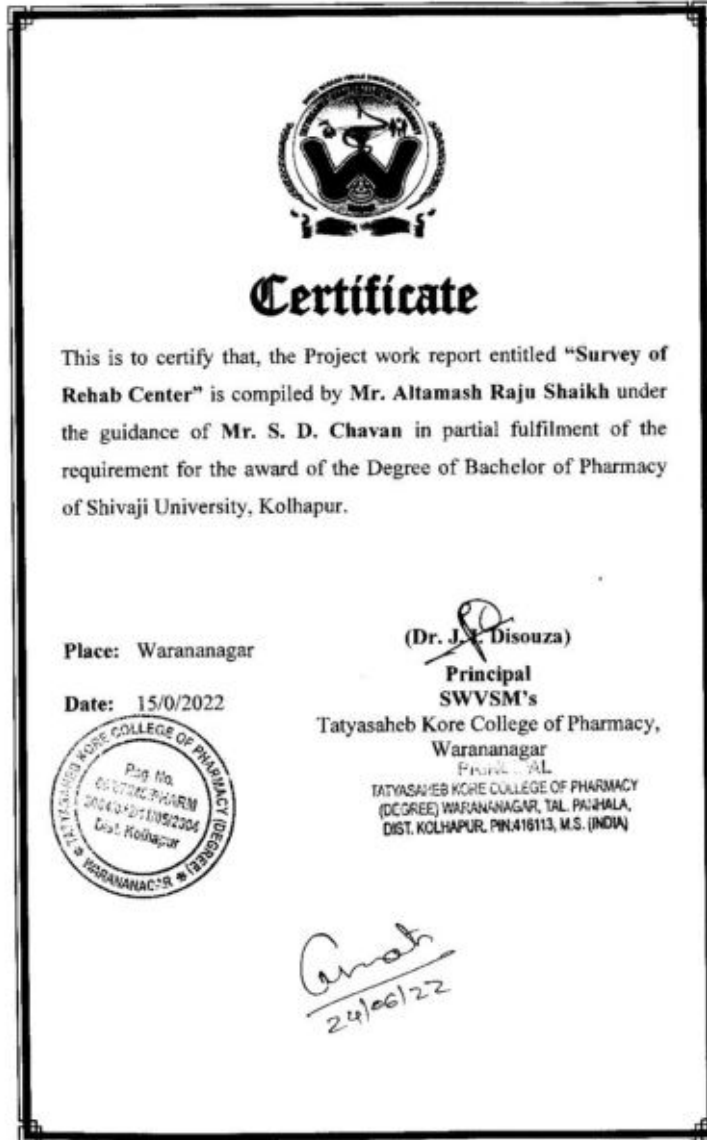 W
Certificate
This is to certify that, the Project work report entitled “Survey of
Rehab Center” is compiled by Mr. Altamash Raju Shaikh under
the guidance of Mr. S. D. Chavan in partial fulfilment of the
requirement for the award of the Degree of Bachelor of Pharmacy
of Shivaji University, Kolhapur.
Place: Warananagar
Date: 15/0/2022
(Dr. J. Disouza)
Principal
SWVSM's
Tatyasaheb Kore College of Pharmacy,
Warananagar
TATYASAHEB KORE COLLEGE OF PHARMACY
(DEGREE) WARANANAGAR, TAL. PANHALA,
DIST. KOLHAPUR. PIN:416113, M.S. (INDIA)
TATYASAHEB KORE COLLEGE OF PHARMACY (DEGREE)
WARANANAGAR
Reg. No.
Dist. Kolhapur
24/06/22